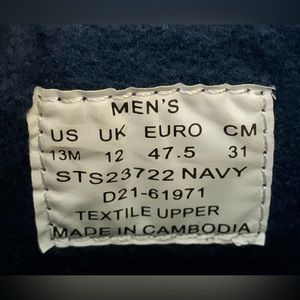 MEN'S
US UK EURO CM
13M 12 47.5 31
STS23722 NAVY
D21-61971
TEXTILE UPPER
MADE IN CAMBODIA